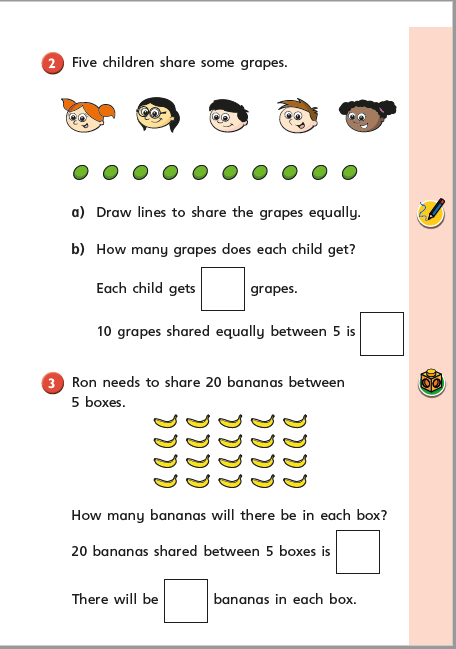 2 Five children share some grapes.
a) Draw lines to share the grapes equally.
b) How many grapes does each child get?
Each child gets grapes.
10 grapes shared equally between 5 is
3 Ron needs to share 20 bananas between
5 boxes.
How many bananas will there be in each box?
20 bananas shared between 5 boxes is
There will be bananas in each box.